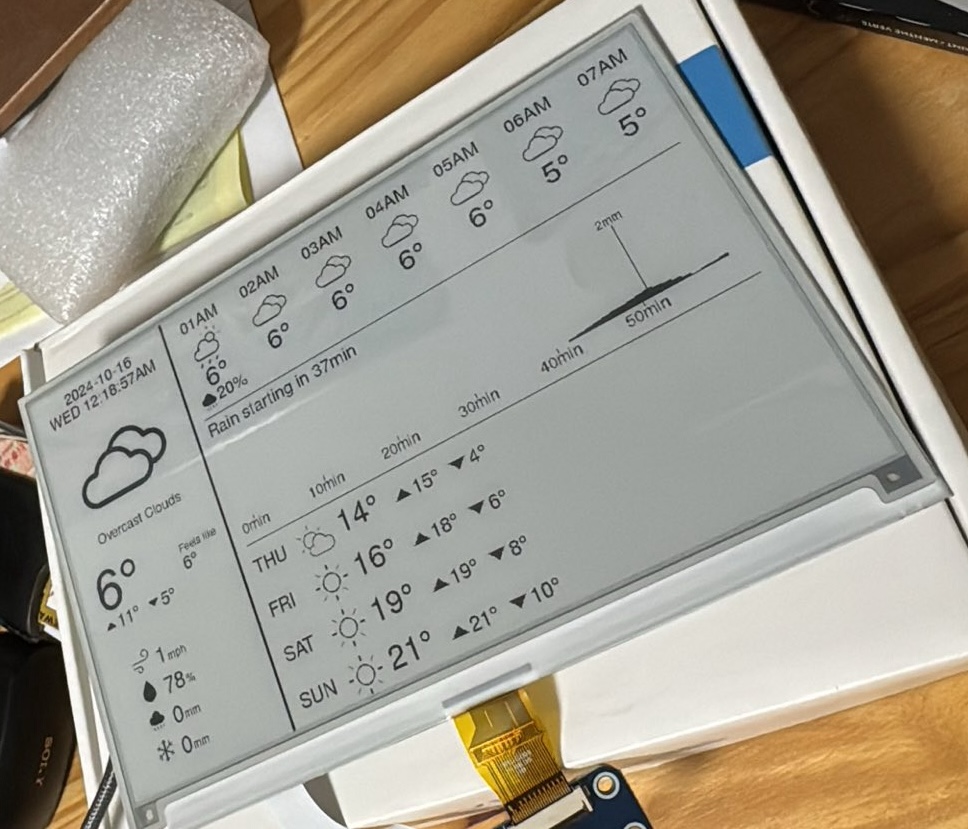 2024-10-16
WED 12:18:57AM
Overcast Clouds
6°
Feels like
6°
▲11° ▼5°
1mph
78%
0mm
0mm
01AM 02AM 03AM 04AM 05AM 06AM 07AM
6° 6° 6° 6° 6° 5° 5°
20%
Rain starting in 37min
2mm
0min 10min 20min 30min 40min 50min
THU 14° ▲15° ▼4°
FRI 16° ▲18° ▼6°
SAT 19° ▲19° ▼8°
SUN 21° ▲21° ▼10°
SONY